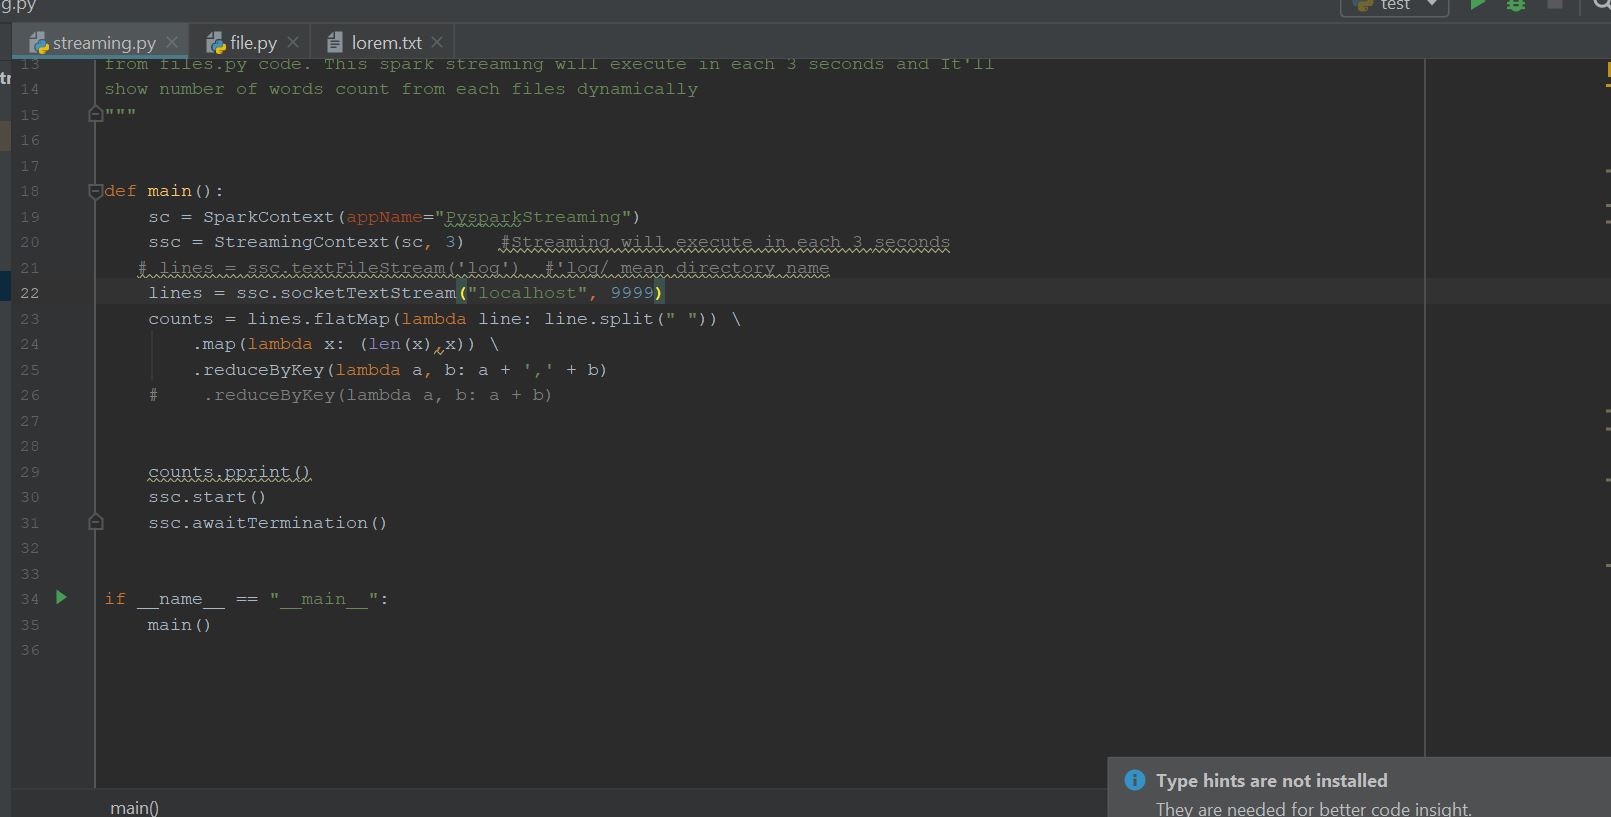 g.py
test
streaming.py
file.py
lorem.txt
13 from files.py code. This spark streaming will execute in each 3 seconds and It'll
14 show number of words count from each files dynamically
15 """
16
17
18 def main():
19     sc = SparkContext(appName="PysparkStreaming")
20     ssc = StreamingContext(sc, 3)   #Streaming will execute in each 3 seconds
21    # lines = ssc.textFileStream('log')  #'log/ mean directory name
22     lines = ssc.socketTextStream("localhost", 9999)
23     counts = lines.flatMap(lambda line: line.split(" ")) \
24         .map(lambda x: (len(x),x)) \
25         .reduceByKey(lambda a, b: a + ',' + b)
26     #    .reduceByKey(lambda a, b: a + b)
27
28
29     counts.pprint()
30     ssc.start()
31     ssc.awaitTermination()
32
33
34 if __name__ == "__main__":
35     main()
36
main()
Type hints are not installed
They are needed for better code insight.